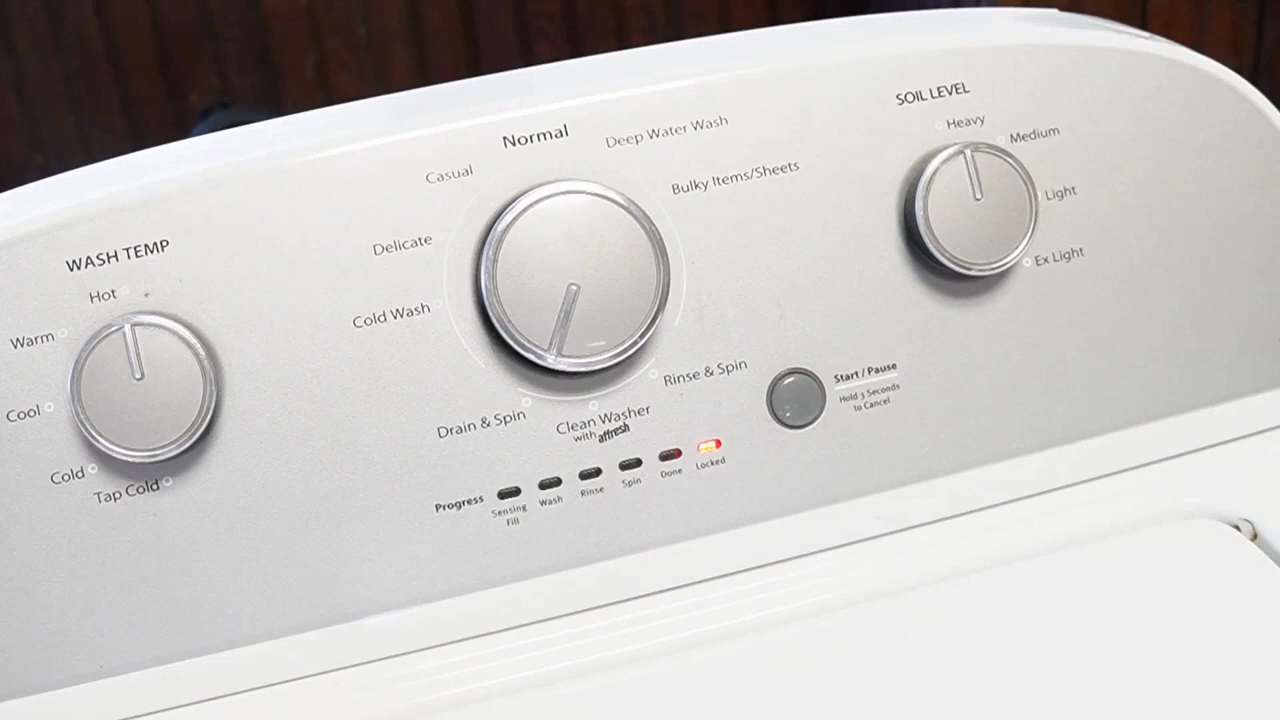 WASH TEMP
Hot
Warm
Cool
Cold
Tap Cold
Normal
Casual
Delicate
Cold Wash
Drain & Spin
Deep Water Wash
Bulky Items/Sheets
Rinse & Spin
Clean Washer
with affresh
SOIL LEVEL
Heavy
Medium
Light
Ex Light
Start / Pause
Hold 3 Seconds
to Cancel
Progress
Sensing
Fill
Wash
Rinse
Spin
Done
Locked